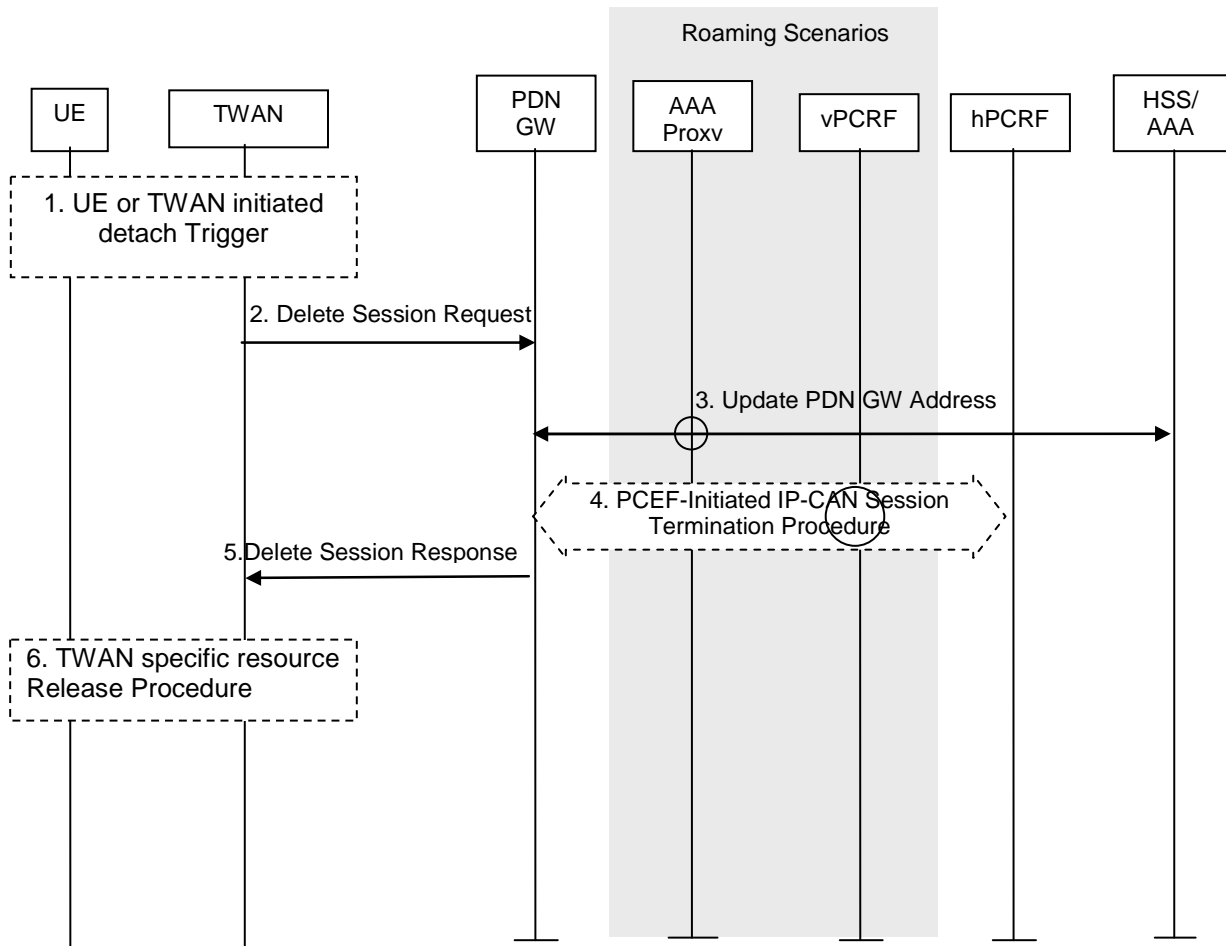 Roaming Scenarios
UE
TWAN
PDN
GW
AAA
Proxv
vPCRF
hPCRF
HSS/
AAA
1. UE or TWAN initiated
detach Trigger
2. Delete Session Request
3. Update PDN GW Address
4. PCEF-Initiated IP-CAN Session
Termination Procedure
5.Delete Session Response
6. TWAN specific resource
Release Procedure